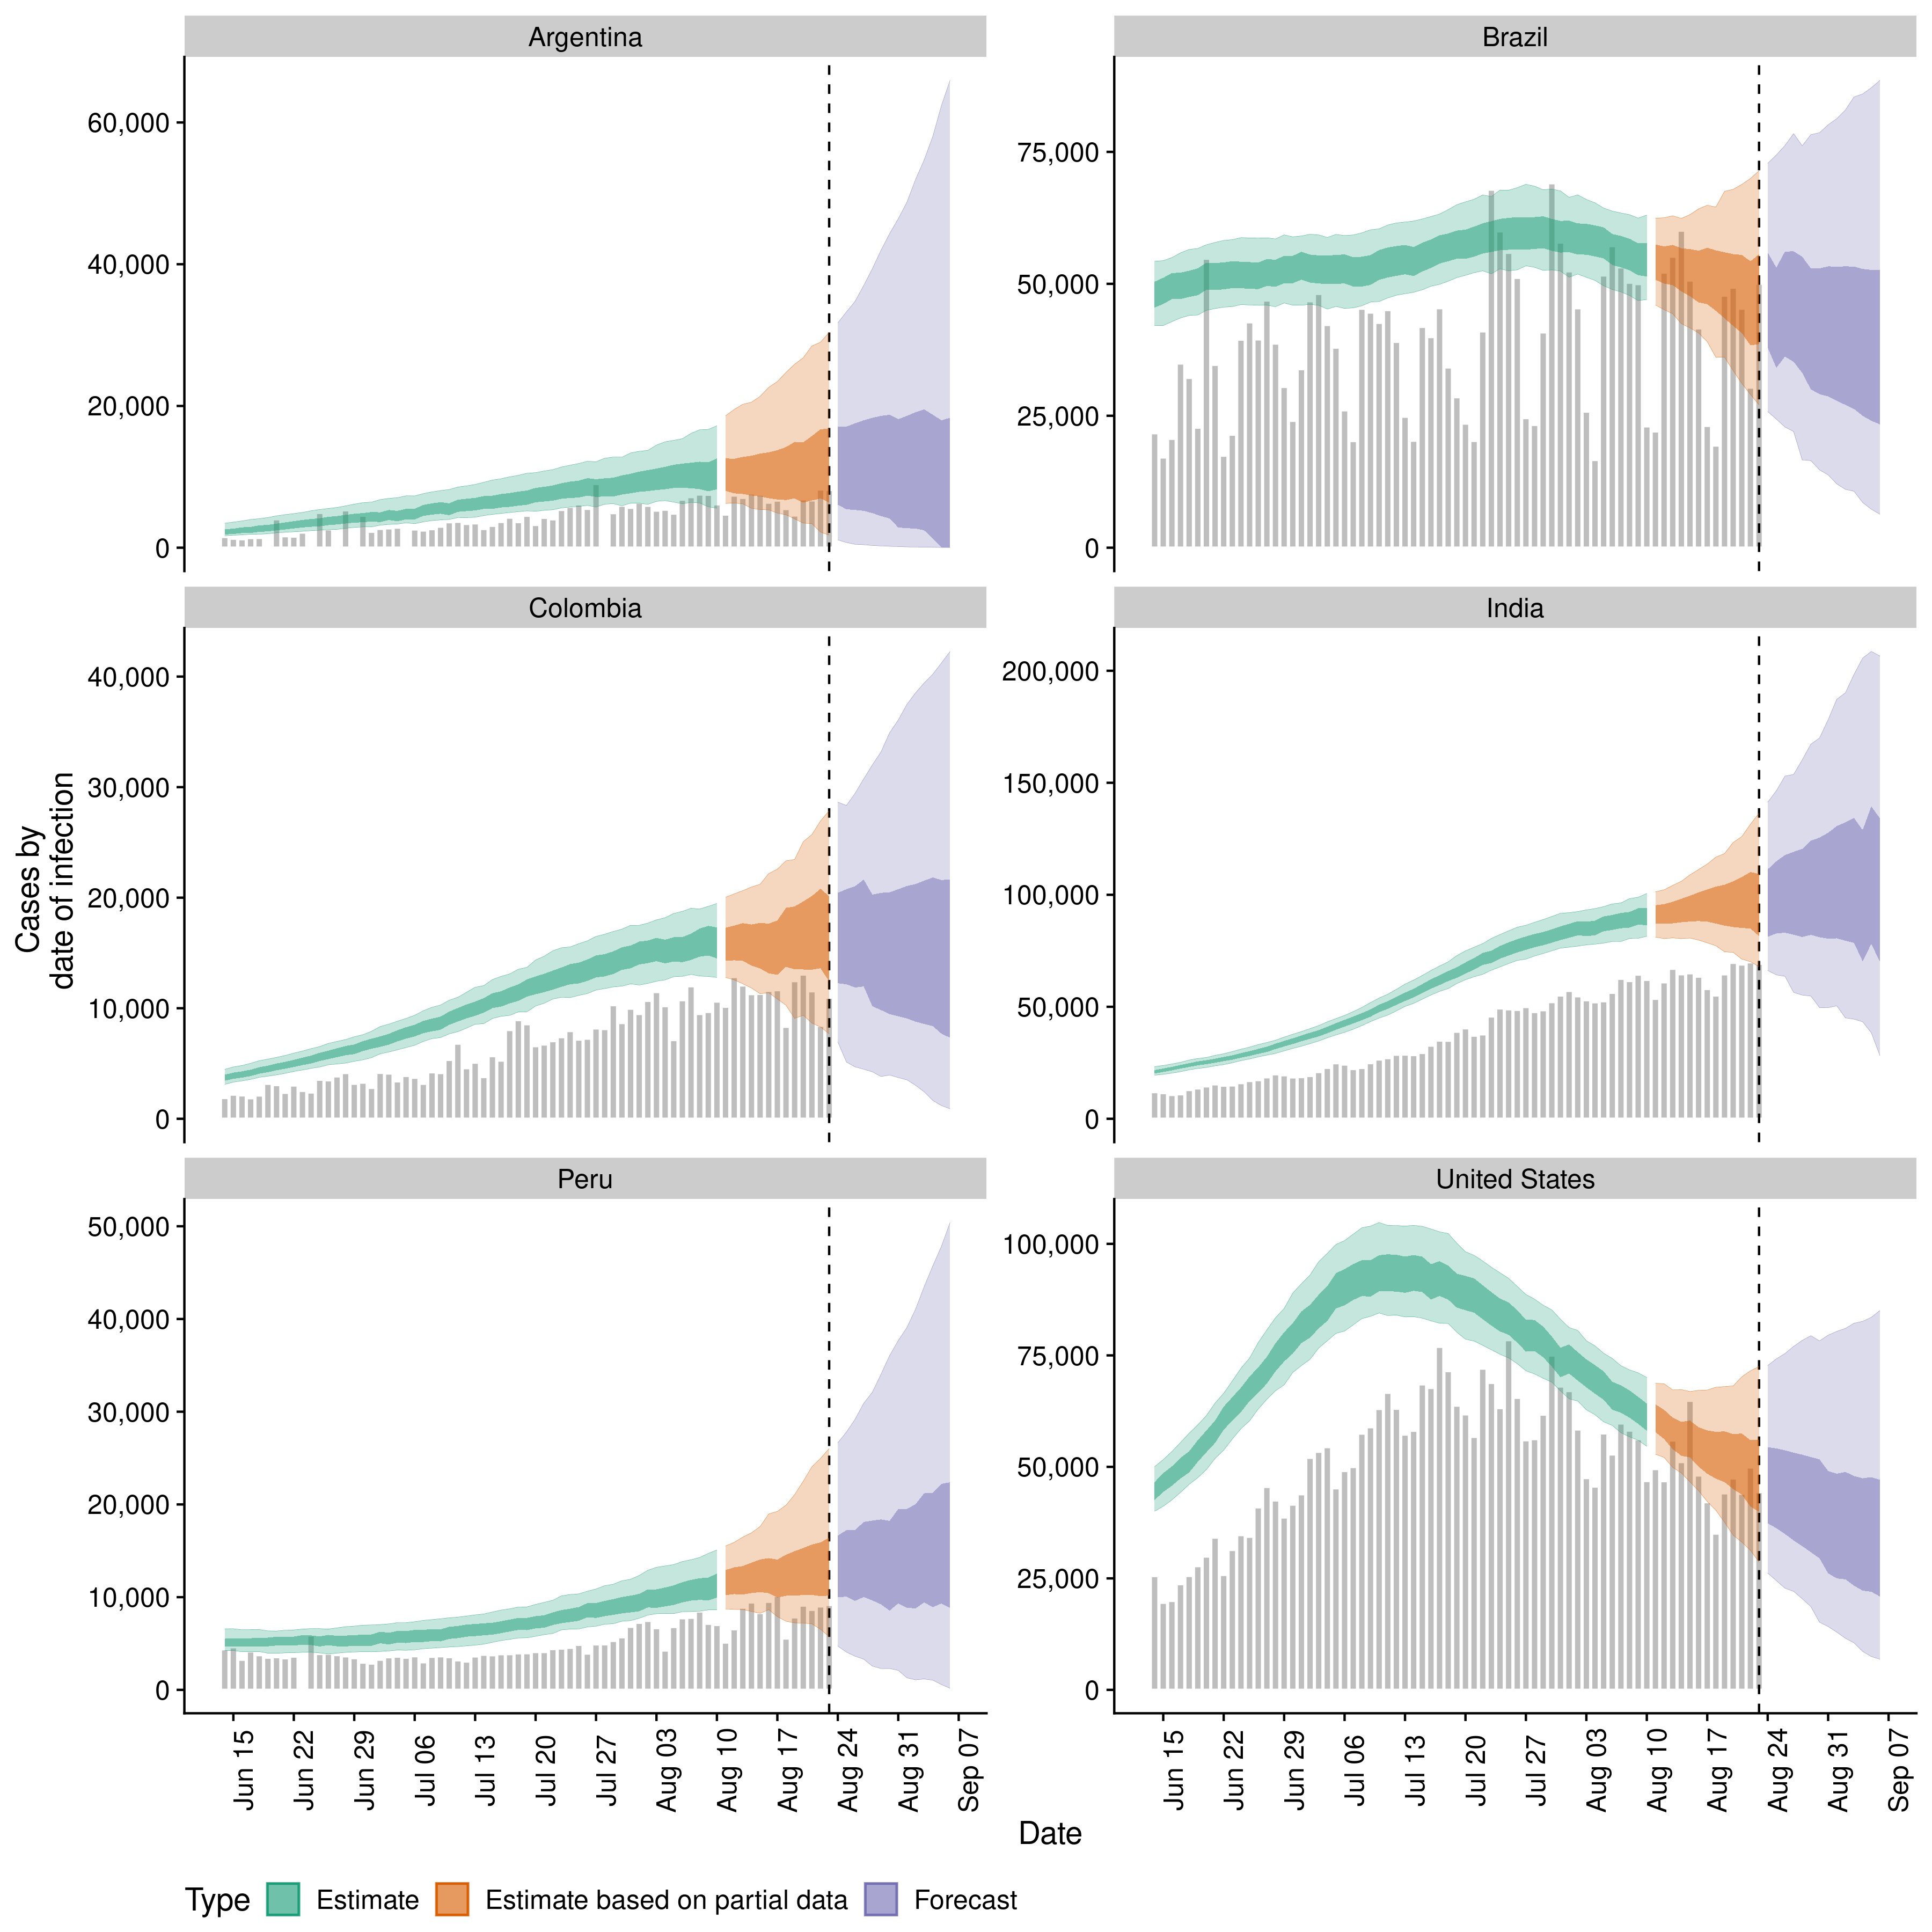 Argentina
Brazil
60,000
40,000
20,000
0
75,000
50,000
25,000
0
Colombia
India
40,000
30,000
20,000
10,000
0
200,000
150,000
100,000
50,000
0
Peru
United States
50,000
40,000
30,000
20,000
10,000
0
100,000
75,000
50,000
25,000
0
Cases by
date of infection
Jun 15
Jun 22
Jun 29
Jul 06
Jul 13
Jul 20
Jul 27
Aug 03
Aug 10
Aug 17
Aug 24
Aug 31
Sep 07
Jun 15
Jun 22
Jun 29
Jul 06
Jul 13
Jul 20
Jul 27
Aug 03
Aug 10
Aug 17
Aug 24
Aug 31
Sep 07
Date
Type Estimate Estimate based on partial data Forecast